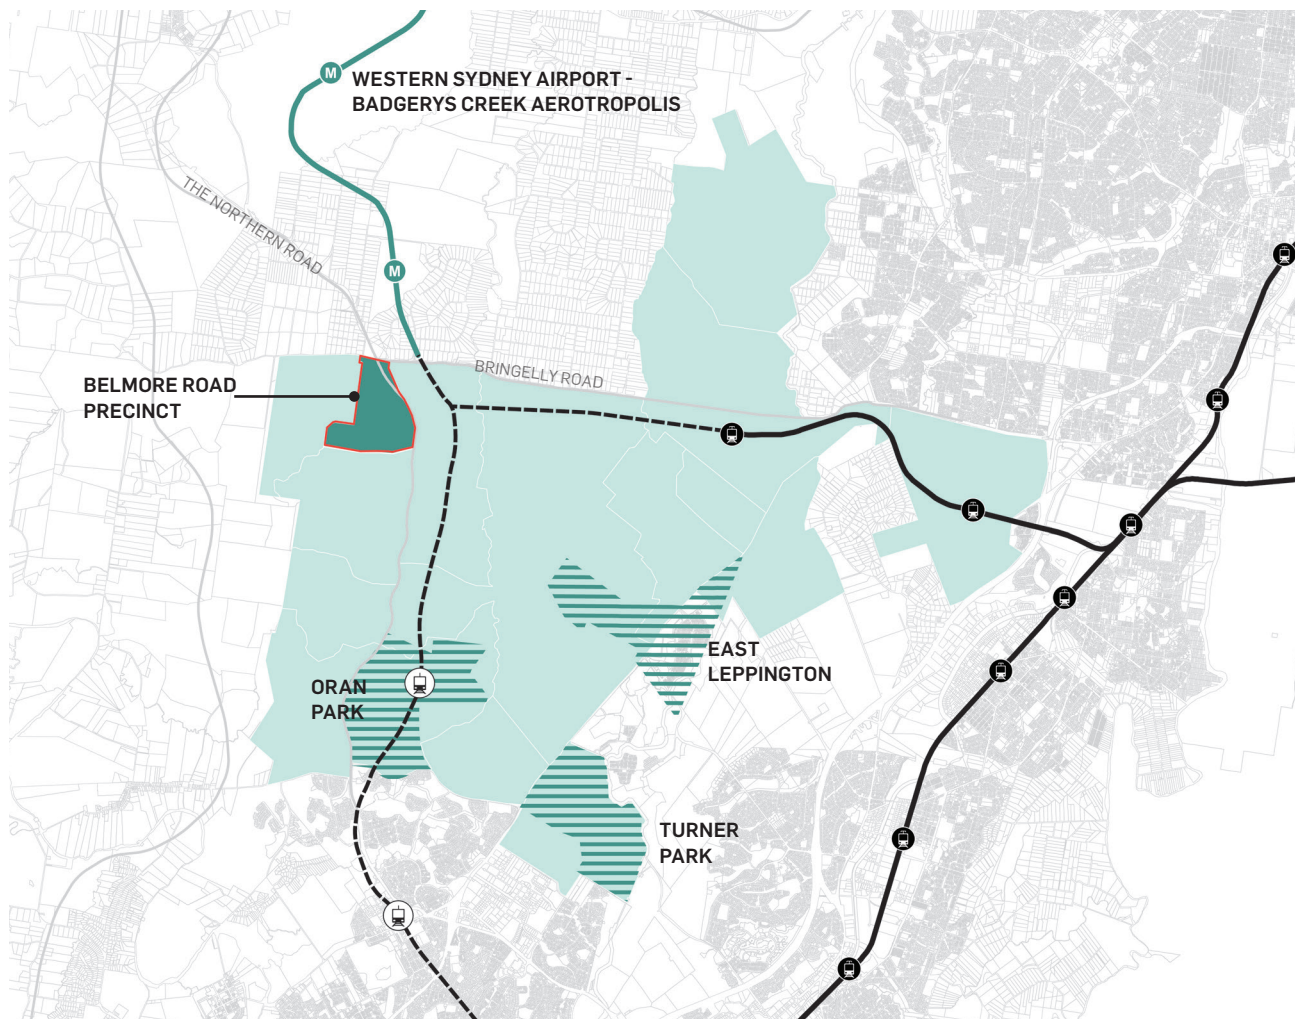 M
WESTERN SYDNEY AIRPORT -
BADGERYS CREEK AEROTROPOLIS
THE NORTHERN ROAD
M
BRINGELLY ROAD
BELMORE ROAD
PRECINCT
EAST
LEPPINGTON
ORAN
PARK
TURNER
PARK